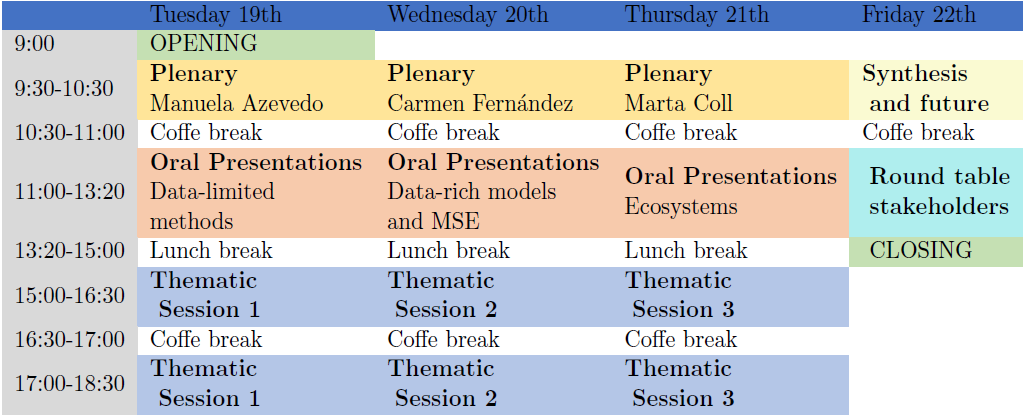 Tuesday 19th Wednesday 20th Thursday 21th Friday 22th
9:00 OPENING
9:30-10:30 Plenary Manuela Azevedo Plenary Carmen Fernández Plenary Marta Coll Synthesis and future
10:30-11:00 Coffe break Coffe break Coffe break Coffe break
11:00-13:20 Oral Presentations Data-limited methods Oral Presentations Data-rich models and MSE Oral Presentations Ecosystems Round table stakeholders
13:20-15:00 Lunch break Lunch break Lunch break CLOSING
15:00-16:30 Thematic Session 1 Thematic Session 2 Thematic Session 3
16:30-17:00 Coffe break Coffe break Coffe break
17:00-18:30 Thematic Session 1 Thematic Session 2 Thematic Session 3